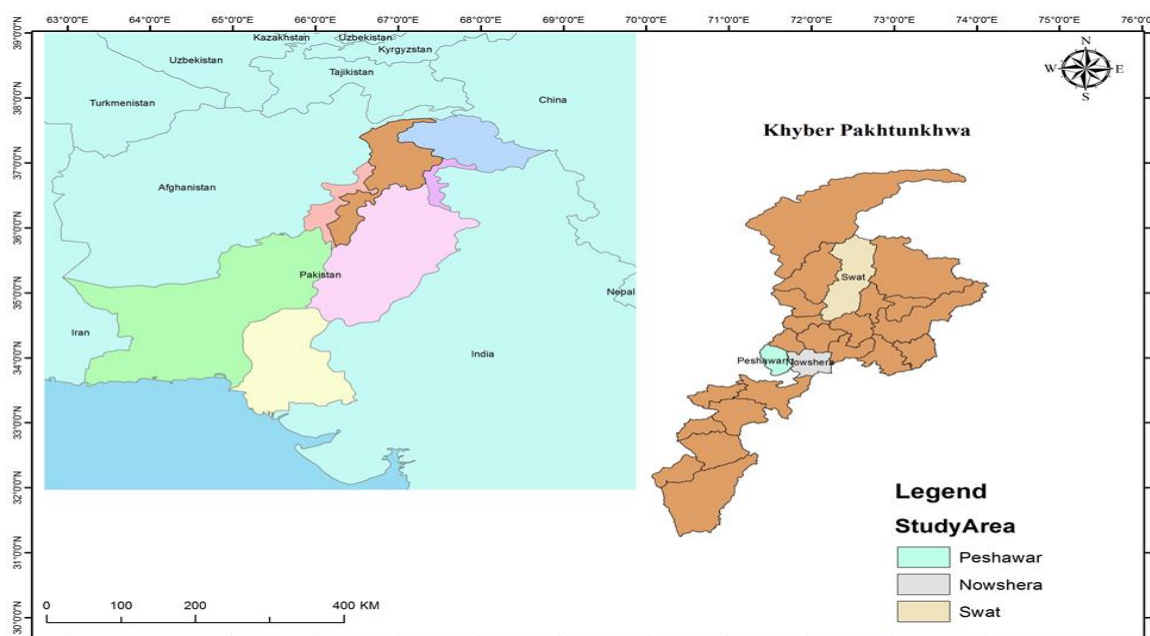 63°0'0"E 64°0'0"E 65°0'0"E 66°0'0"E 67°0'0"E 68°0'0"E 69°0'0"E 70°0'0"E 71°0'0"E 72°0'0"E 73°0'0"E 74°0'0"E 75°0'0"E 76°0
39°0'0"N
38°0'0"N
37°0'0"N
36°0'0"N
35°0'0"N
34°0'0"N
33°0'0"N
32°0'0"N
31°0'0"N
30°0'0"N
Kazakhstan
Uzbekistan
Kyrgyzstan
Uzbekistan
Tajikistan
Turkmenistan
China
Afghanistan
Pakistan
Nepal
Iran
India
N
W E
S
Khyber Pakhtunkhwa
Swat
Peshawar
Nowshera
Legend
StudyArea
Peshawar
Nowshera
Swat
0 100 200 400 KM